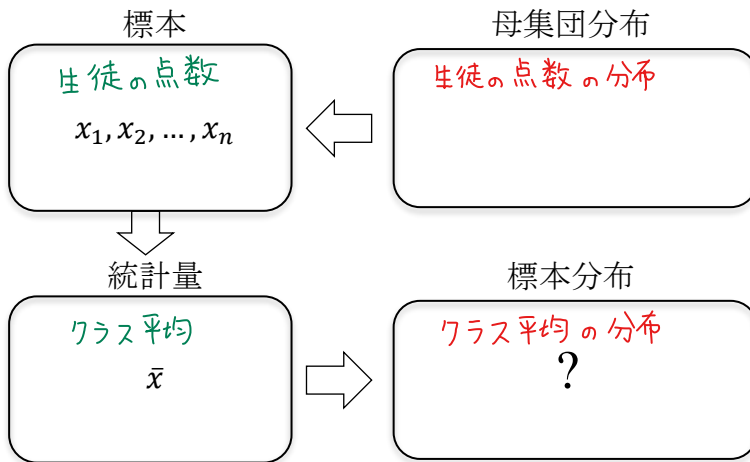 標本
生徒の点数
x₁, x₂, …, xₙ
母集団分布
生徒の点数の分布
統計量
クラス平均
x̄
標本分布
クラス平均の分布
?